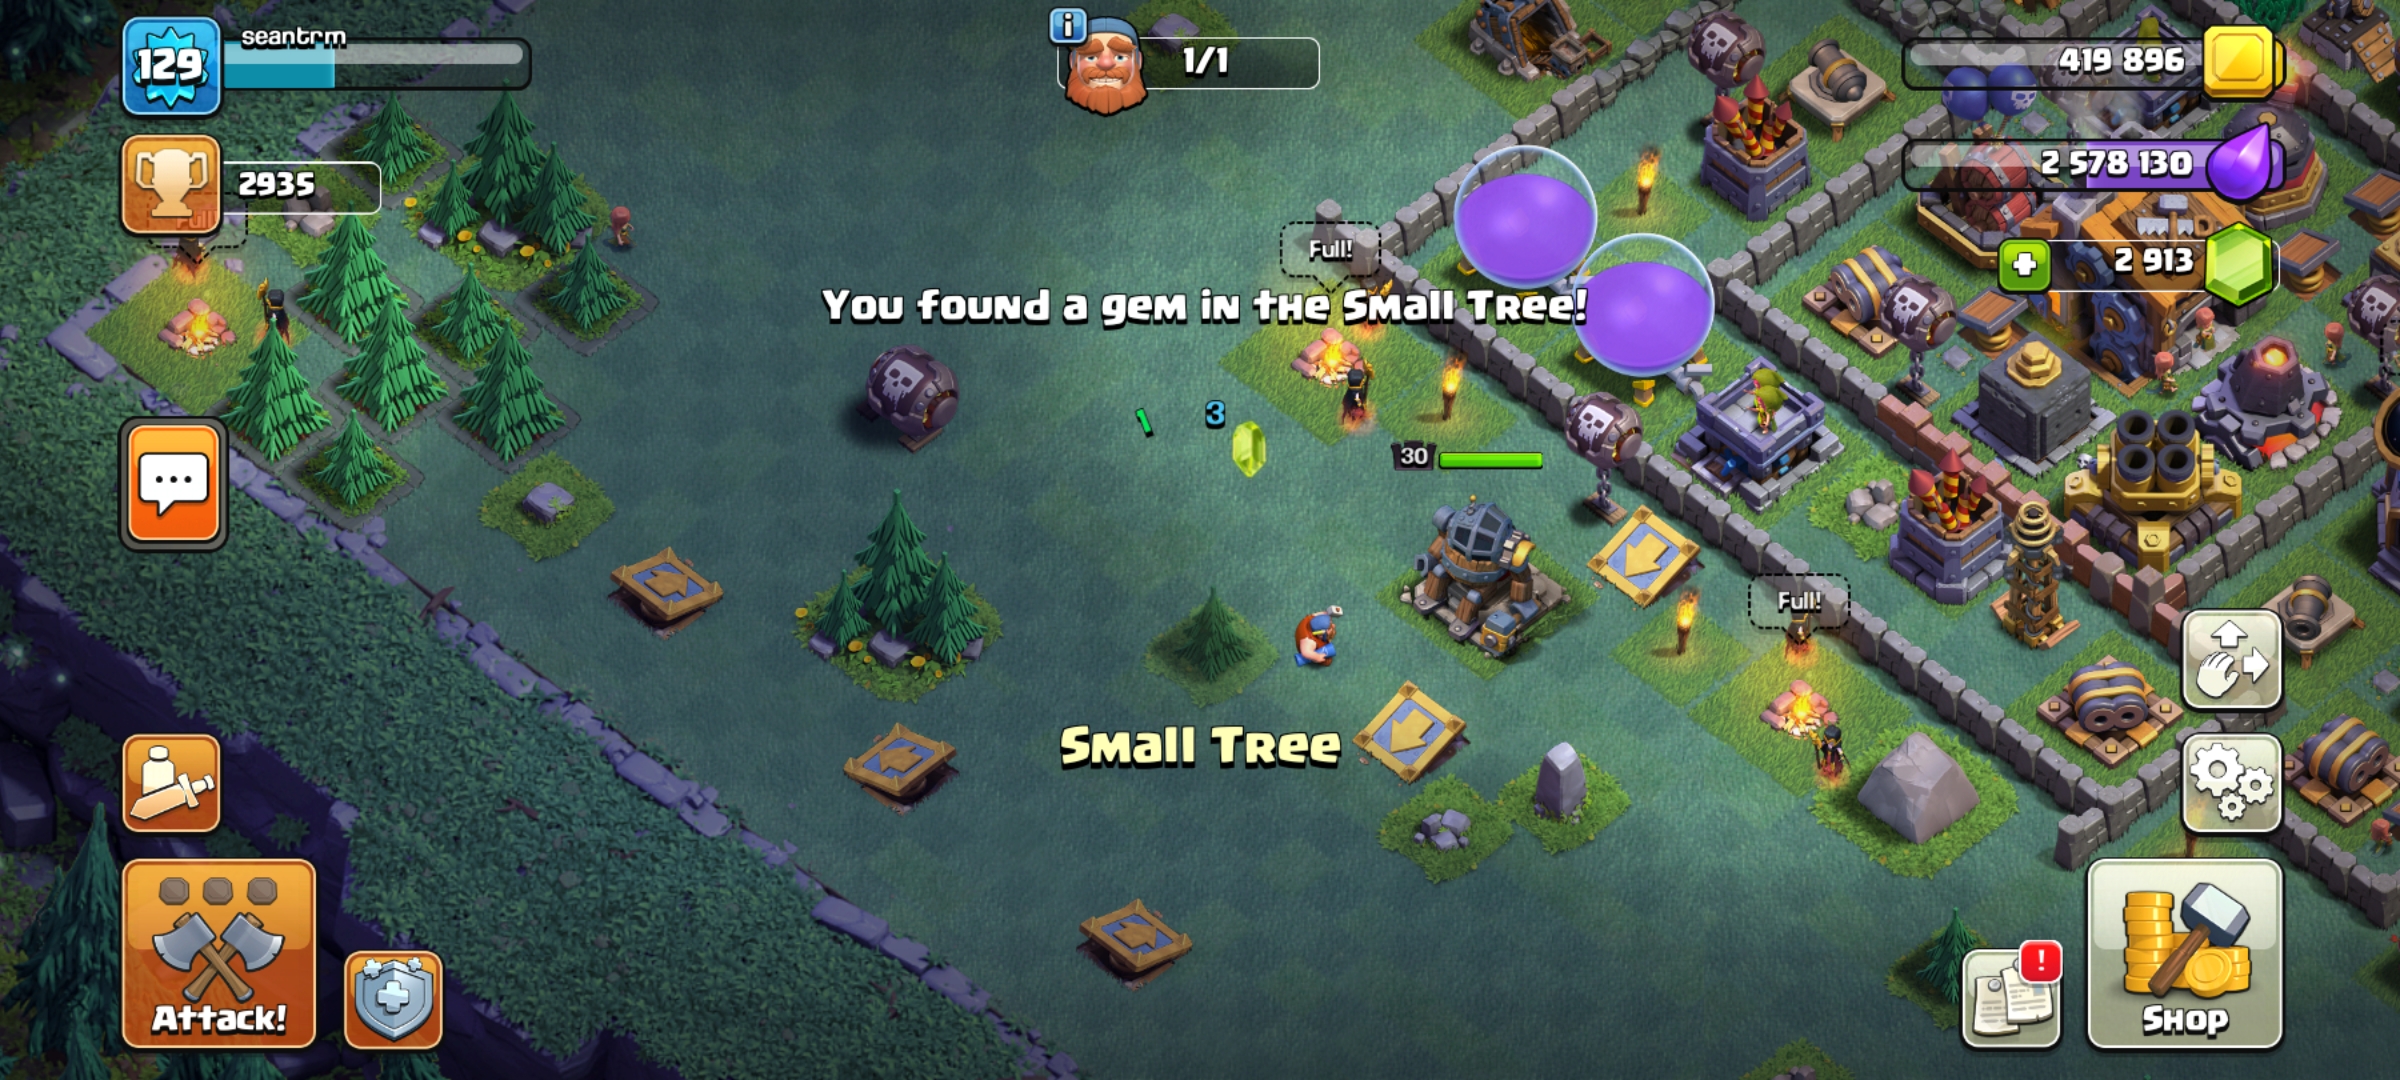 129
seantrm
1/1
419 896
2935
2 578 130
Full!
2 913
You found a gem in the Small Tree!
3
30
Full!
Small Tree
!
Attack!
Shop